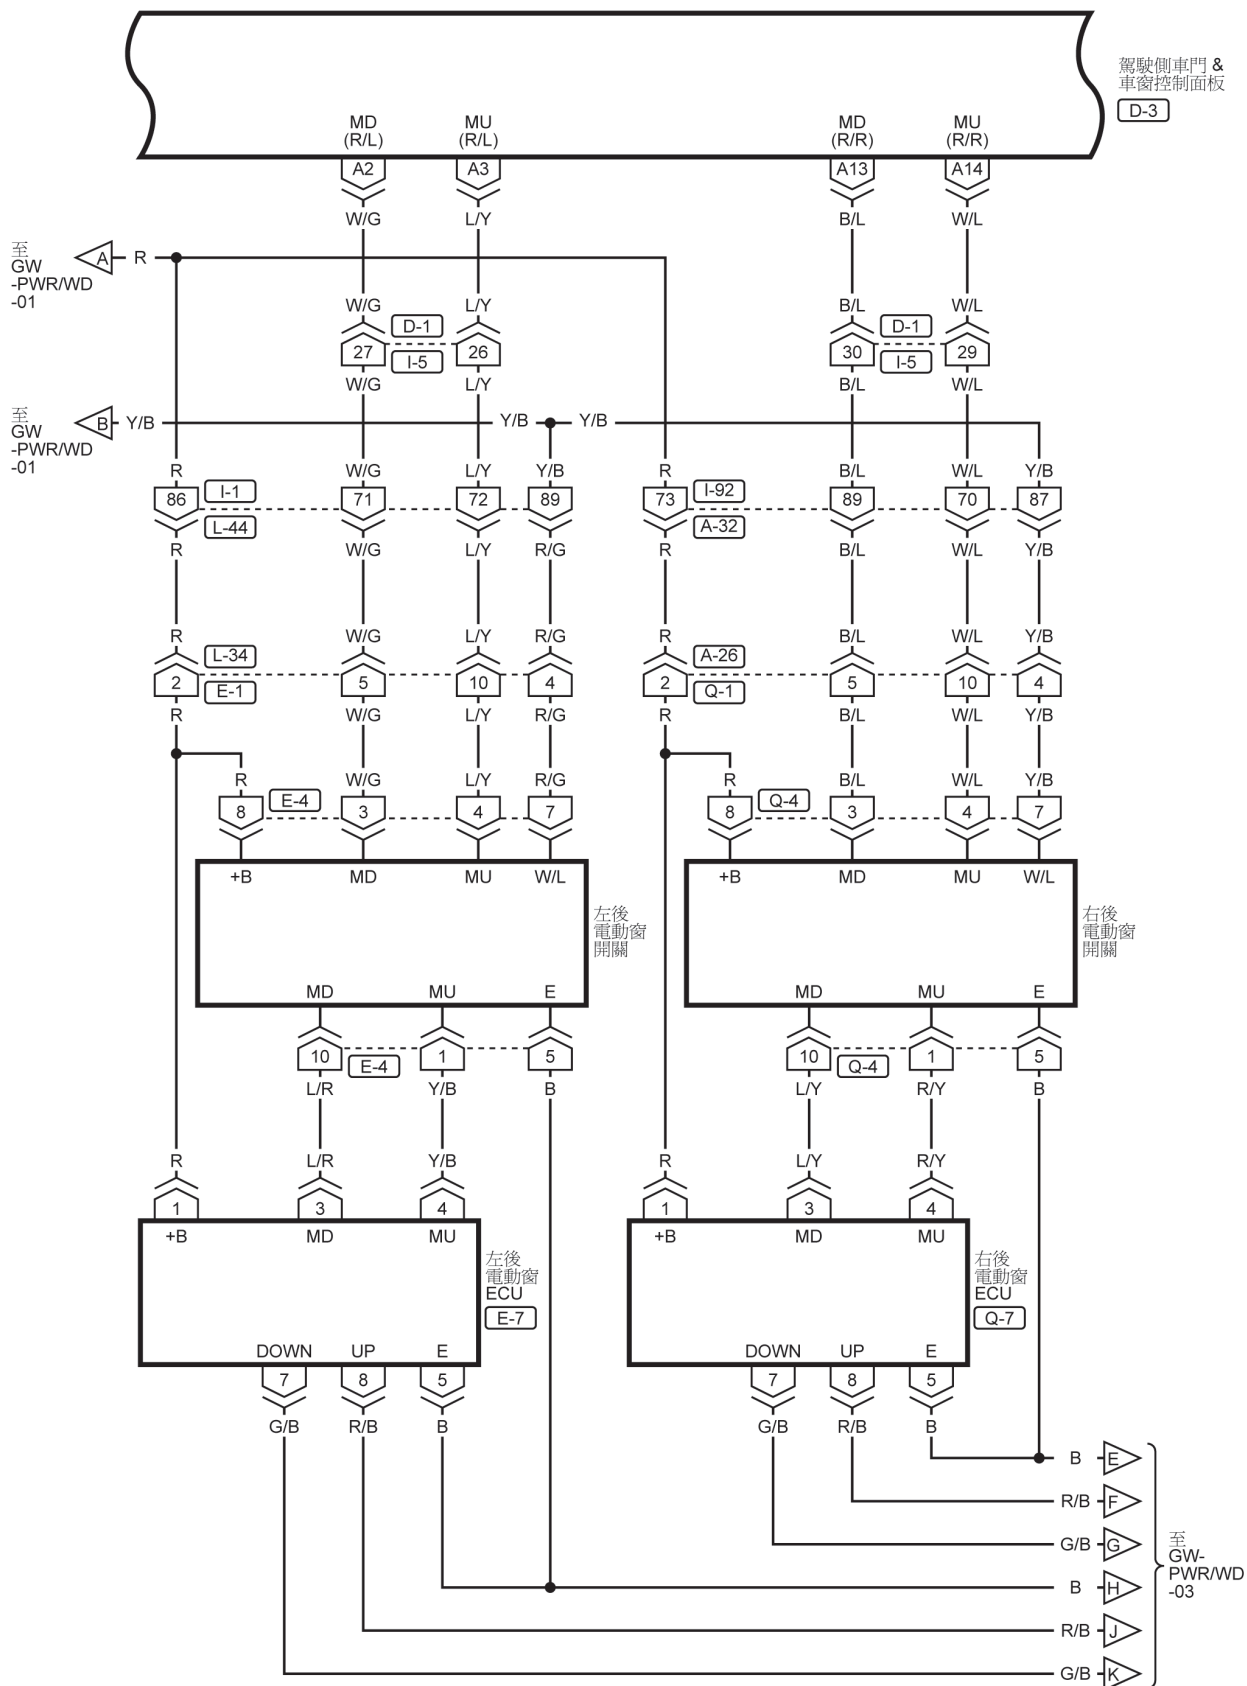 駕駛側車門 &
車窗控制面板
D-3
MD MU MD MU
(R/L) (R/L) (R/R) (R/R)
A2 A3 A13 A14
W/G L/Y B/L W/L
至
GW
-PWR/WD
-01
A R
W/G L/Y B/L W/L
D-1 D-1
27 26 30 29
I-5 I-5
W/G L/Y B/L W/L
至
GW
-PWR/WD
-01
B Y/B Y/B Y/B
R W/G L/Y Y/B R B/L W/L Y/B
86 I-1 71 72 89 73 I-92 89 70 87
L-44 A-32
R W/G L/Y R/G R B/L W/L Y/B
R W/G L/Y R/G R B/L W/L Y/B
L-34 A-26
2 E-1 5 10 4 2 Q-1 5 10 4
R W/G L/Y R/G R B/L W/L Y/B
R W/G L/Y R/G R B/L W/L Y/B
8 E-4 3 4 7 8 Q-4 3 4 7
+B MD MU W/L +B MD MU W/L
左後
電動窗
開關
右後
電動窗
開關
MD MU E MD MU E
10 E-4 1 5 10 Q-4 1 5
L/R Y/B B L/Y R/Y B
R L/R Y/B R L/Y R/Y
1 3 4 1 3 4
+B MD MU +B MD MU
左後
電動窗
ECU
E-7
右後
電動窗
ECU
Q-7
DOWN UP E DOWN UP E
7 8 5 7 8 5
G/B R/B B G/B R/B B
B E
R/B F
G/B G
B H
R/B J
G/B K
至
GW-
PWR/WD
-03